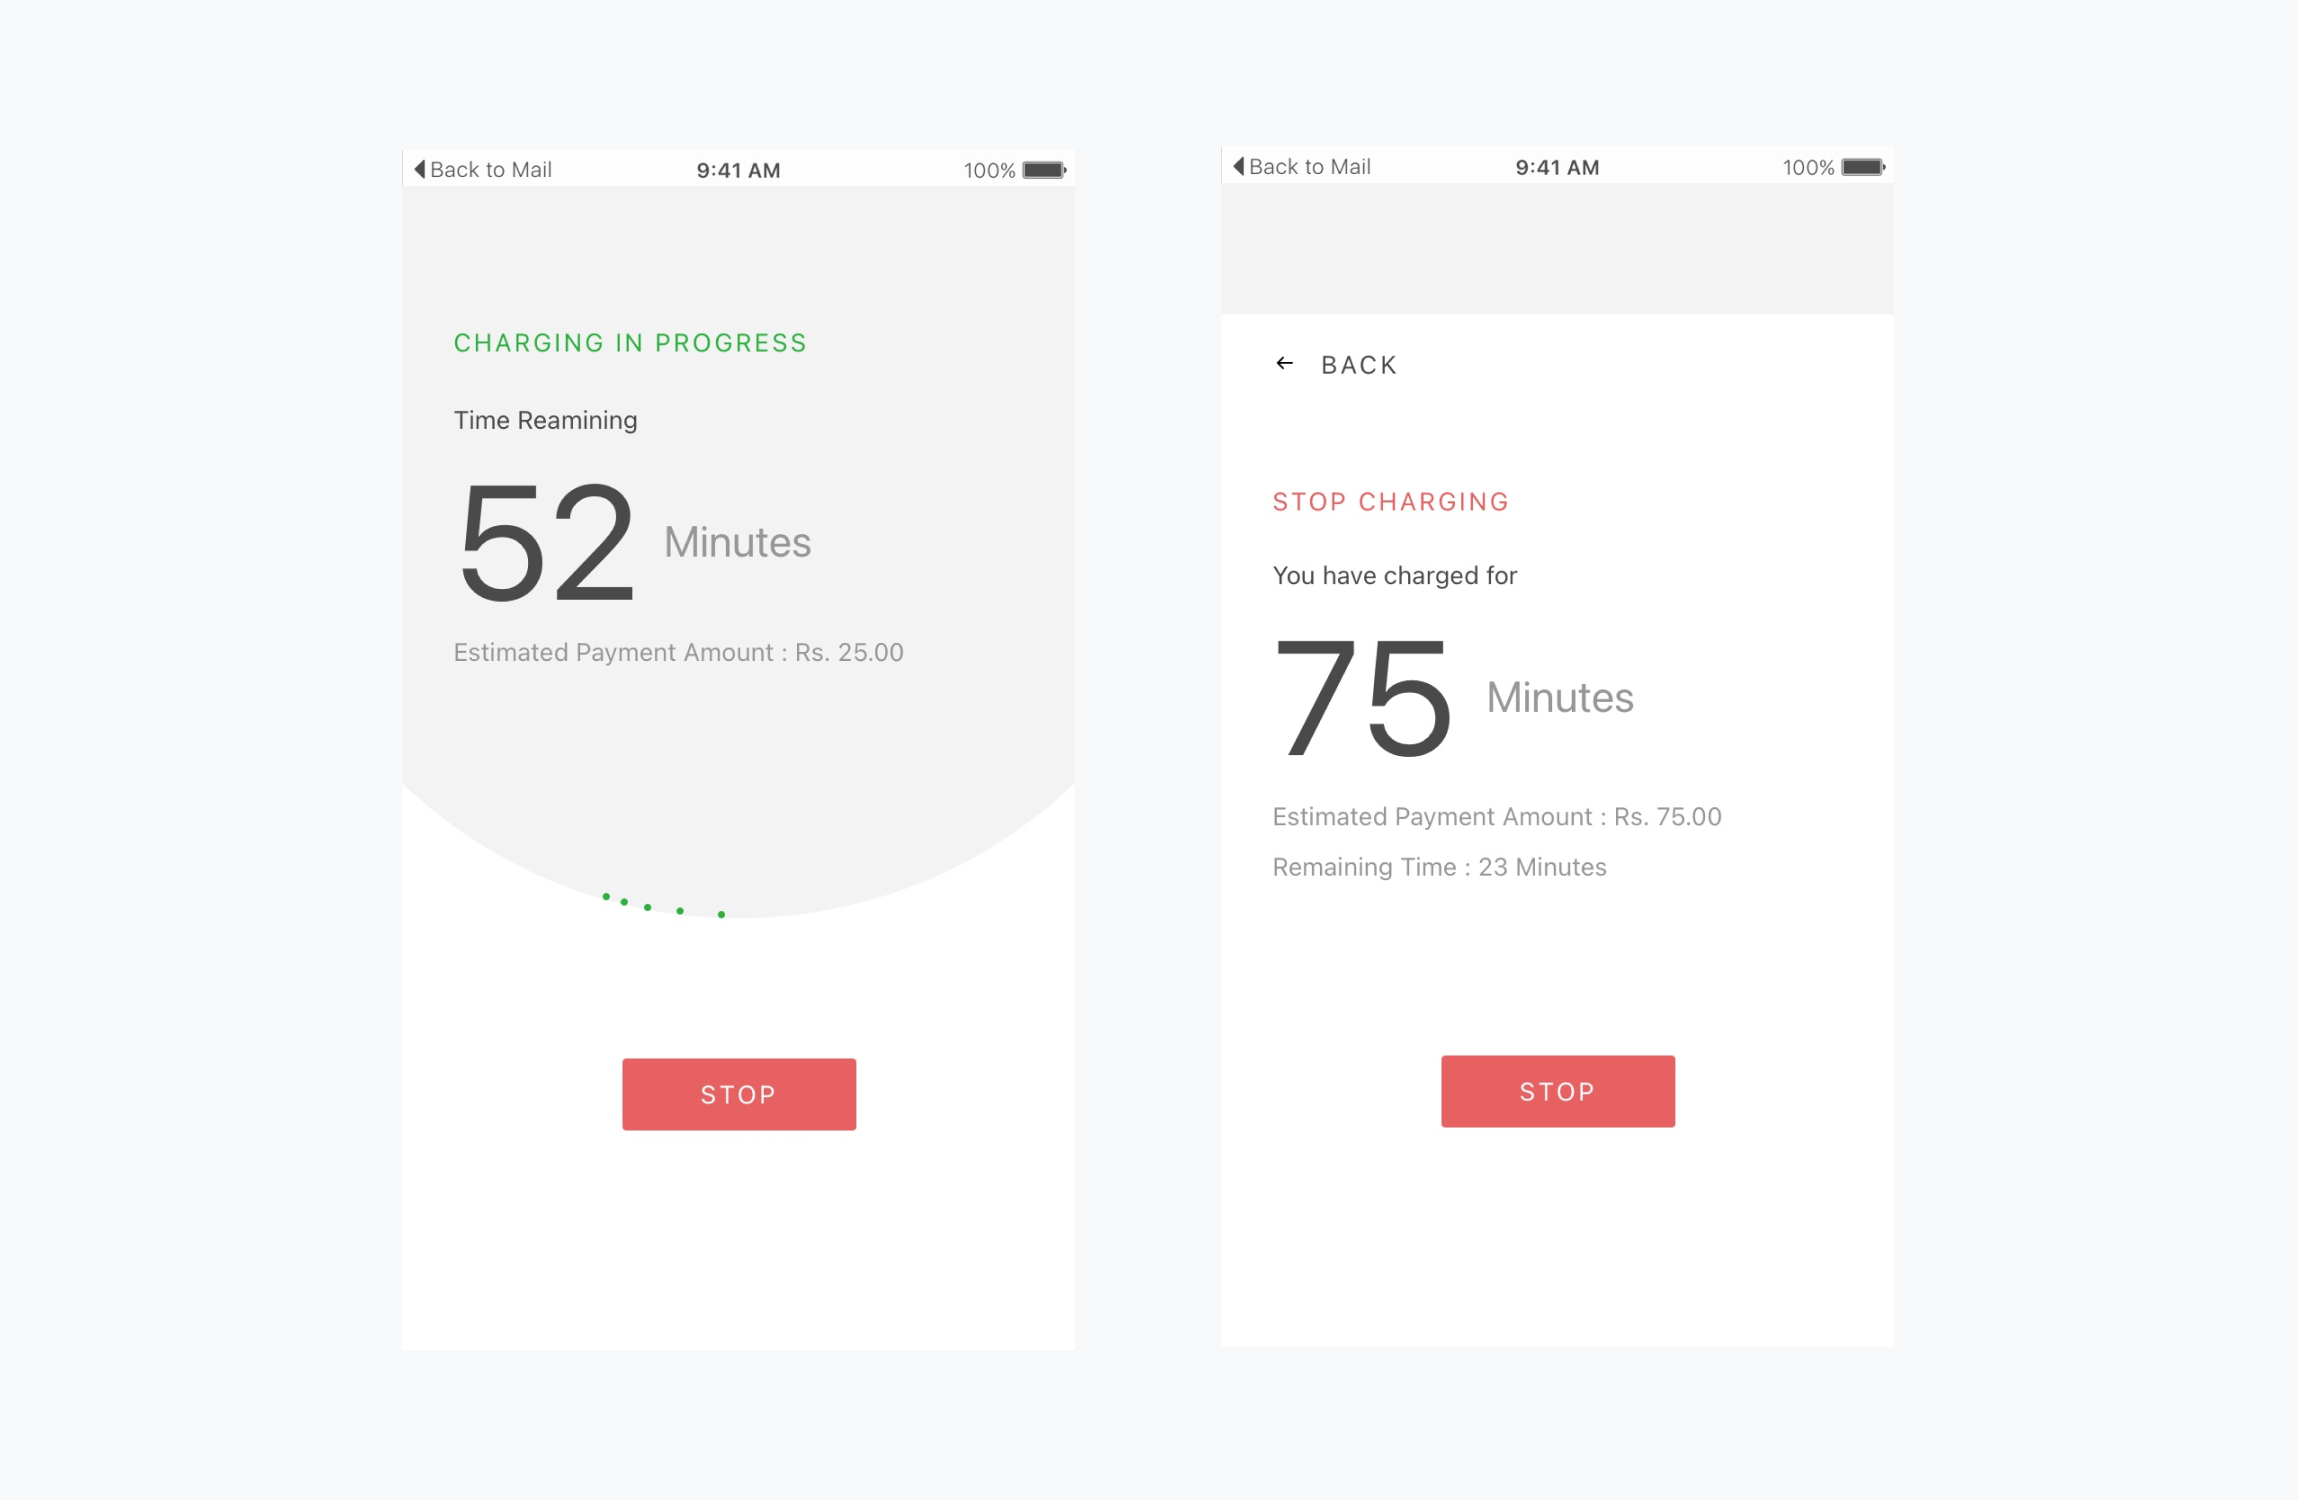 Back to Mail 9:41 AM 100%
CHARGING IN PROGRESS
Time Reamining
52 Minutes
Estimated Payment Amount : Rs. 25.00
STOP
Back to Mail 9:41 AM 100%
← BACK
STOP CHARGING
You have charged for
75 Minutes
Estimated Payment Amount : Rs. 75.00
Remaining Time : 23 Minutes
STOP